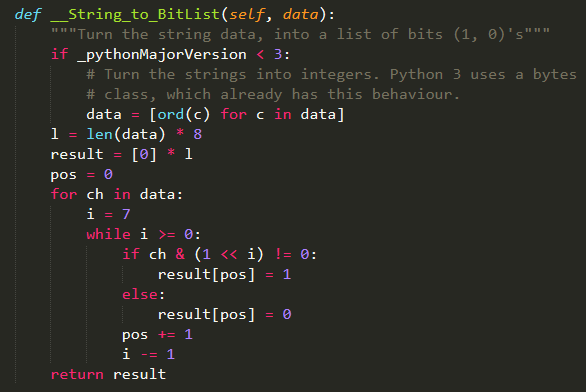 def __String_to_BitList(self, data):
    """Turn the string data, into a list of bits (1, 0)'s"""
    if _pythonMajorVersion < 3:
        # Turn the strings into integers. Python 3 uses a bytes
        # class, which already has this behaviour.
        data = [ord(c) for c in data]
    l = len(data) * 8
    result = [0] * l
    pos = 0
    for ch in data:
        i = 7
        while i >= 0:
            if ch & (1 << i) != 0:
                result[pos] = 1
            else:
                result[pos] = 0
            pos += 1
            i -= 1
    return result